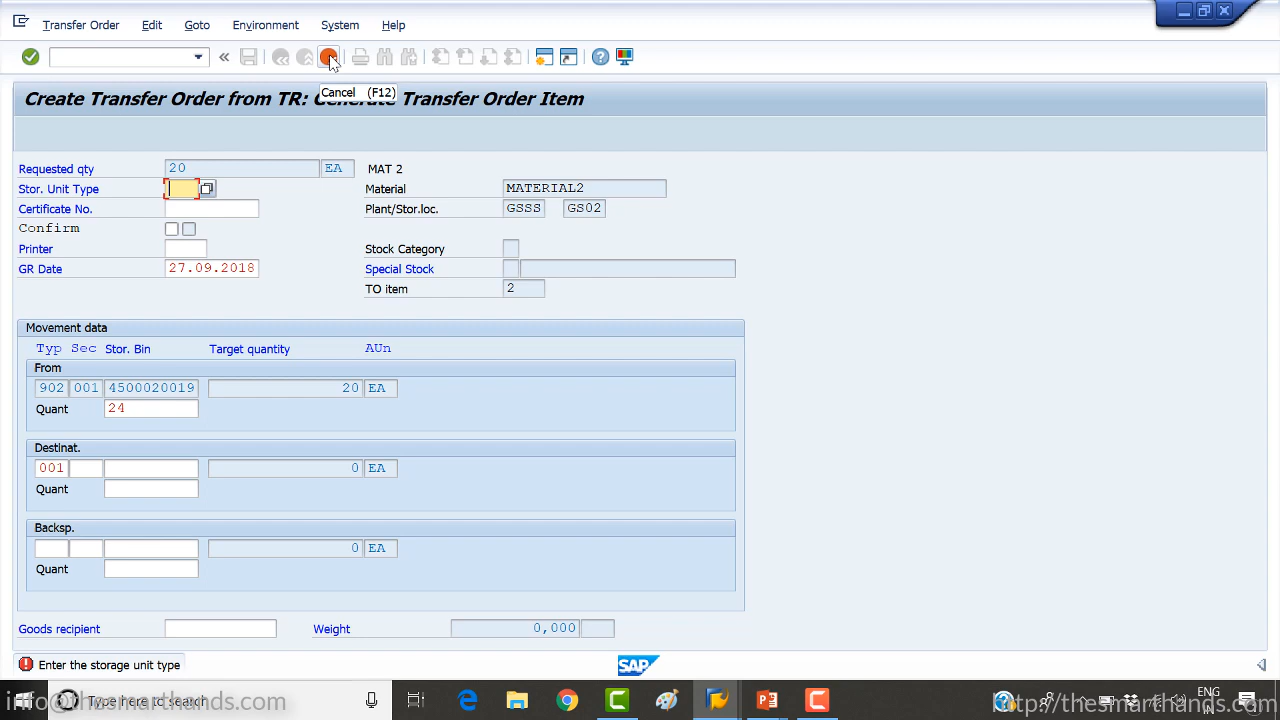 Transfer Order Edit Goto Environment System Help
Cancel (F12)
Create Transfer Order from TR: Generate Transfer Order Item
Requested qty 20 EA MAT 2
Stor. Unit Type Material MATERIAL2
Certificate No. Plant/Stor.loc. GSSS GS02
Confirm
Printer Stock Category
GR Date 27.09.2018 Special Stock
TO item 2
Movement data
Typ Sec Stor. Bin Target quantity AUn
From
902 001 4500020019 20 EA
Quant 24
Destinat.
001 0 EA
Quant
Backsp.
0 EA
Quant
Goods recipient Weight 0,000
Enter the storage unit type SAP
Type here to search ENG
info@thesmarthands.com http://thesmarthands.com
IN